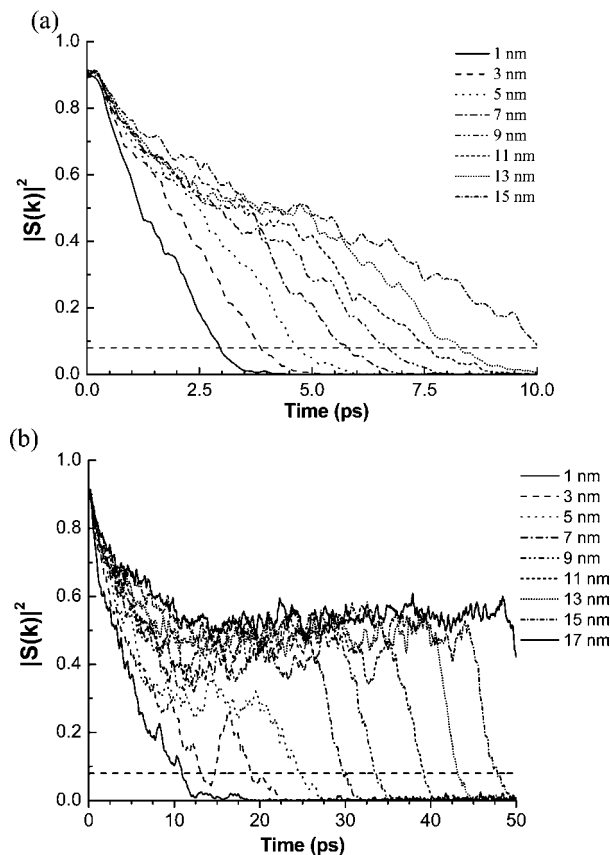 (a)
1.0
0.8
0.6
0.4
0.2
0.0
|S(k)|²
0.0
2.5
5.0
7.5
10.0
Time (ps)
1 nm
3 nm
5 nm
7 nm
9 nm
11 nm
13 nm
15 nm
(b)
1.0
0.8
0.6
0.4
0.2
0.0
|S(k)|²
0
10
20
30
40
50
Time (ps)
1 nm
3 nm
5 nm
7 nm
9 nm
11 nm
13 nm
15 nm
17 nm